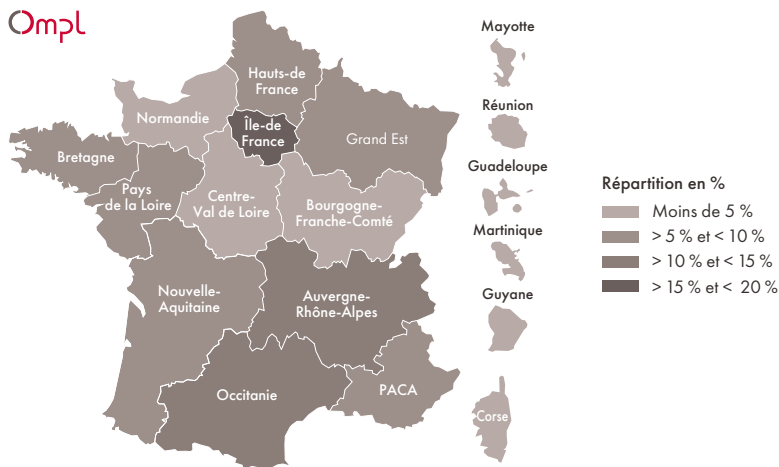 Ompl
Hauts-de
France
Normandie
Île-de
France
Grand Est
Bretagne
Pays
de la Loire
Centre-
Val de Loire
Bourgogne-
Franche-Comté
Nouvelle-
Aquitaine
Auvergne-
Rhône-Alpes
Occitanie
PACA
Corse
Mayotte
Réunion
Guadeloupe
Martinique
Guyane
Répartition en %
Moins de 5 %
> 5 % et < 10 %
> 10 % et < 15 %
> 15 % et < 20 %